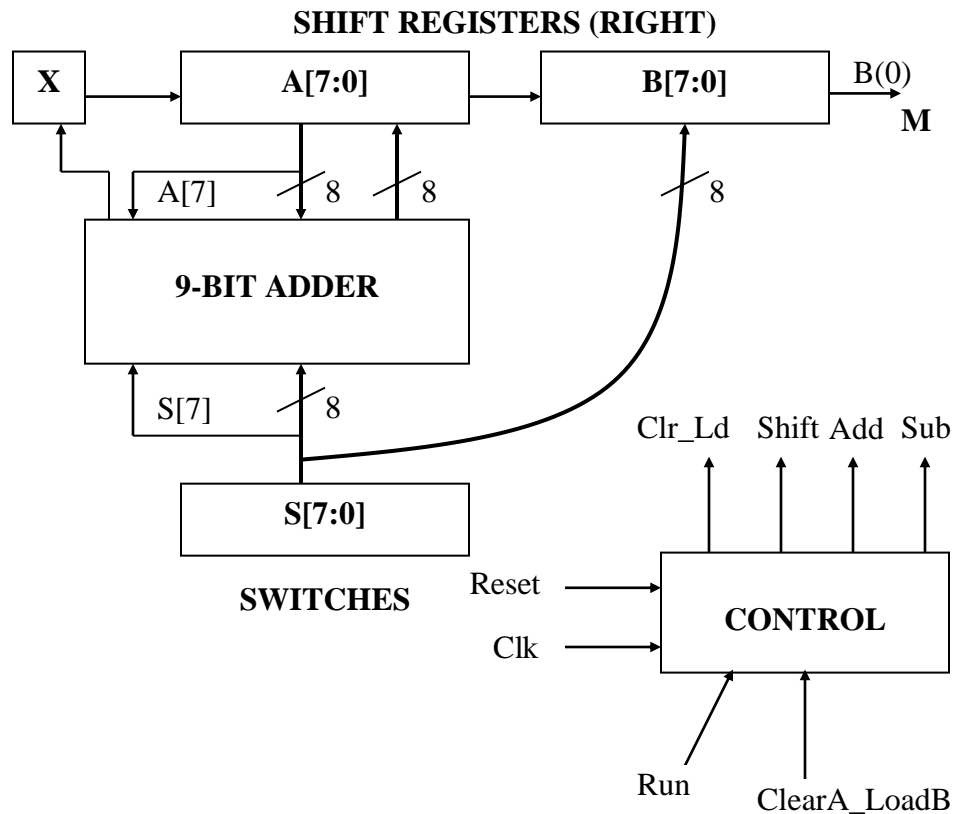 SHIFT REGISTERS (RIGHT)
X
A[7:0]
B[7:0]
B(0)
M
A[7]
8
8
8
9-BIT ADDER
S[7]
8
Clr_Ld
Shift
Add
Sub
S[7:0]
SWITCHES
Reset
CONTROL
Clk
Run
ClearA_LoadB